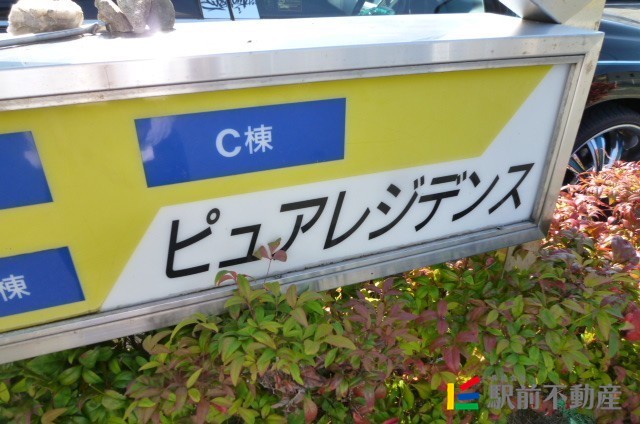 C棟
ピュアレジデンス
棟
駅前不動産